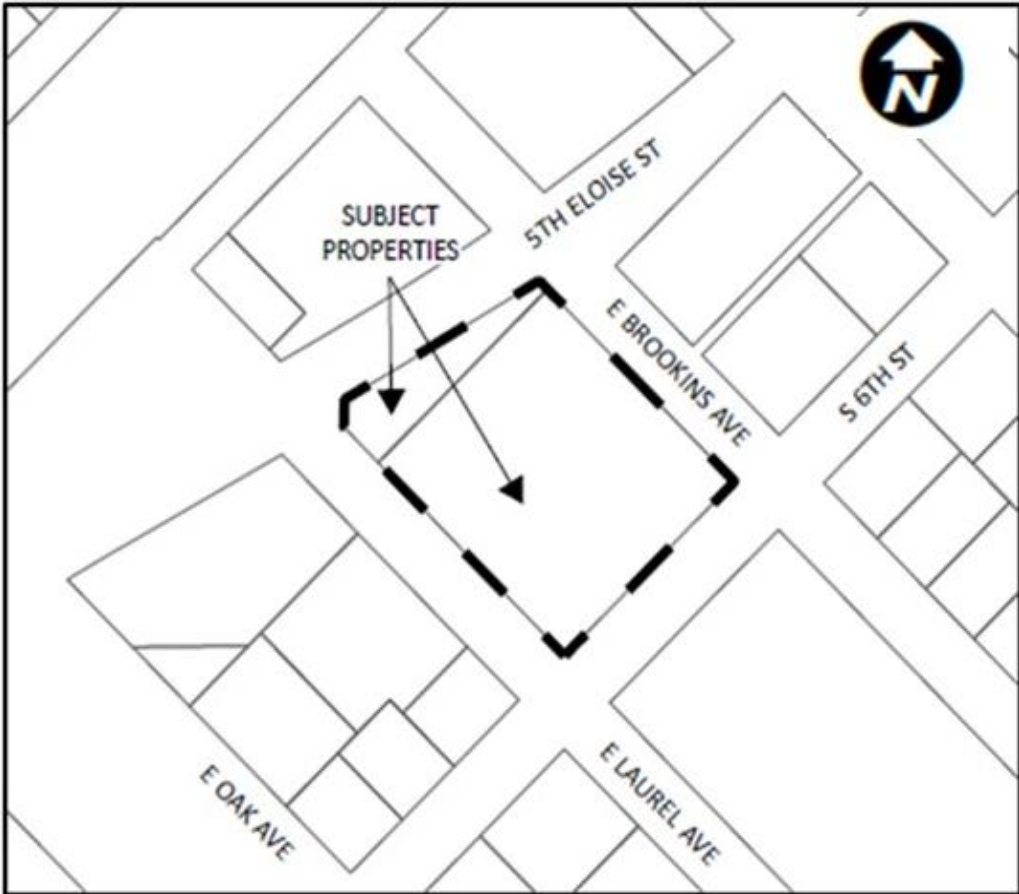 N
5TH ELOISE ST
SUBJECT
PROPERTIES
E BROOKINS AVE
S 6TH ST
E OAK AVE
E LAUREL AVE